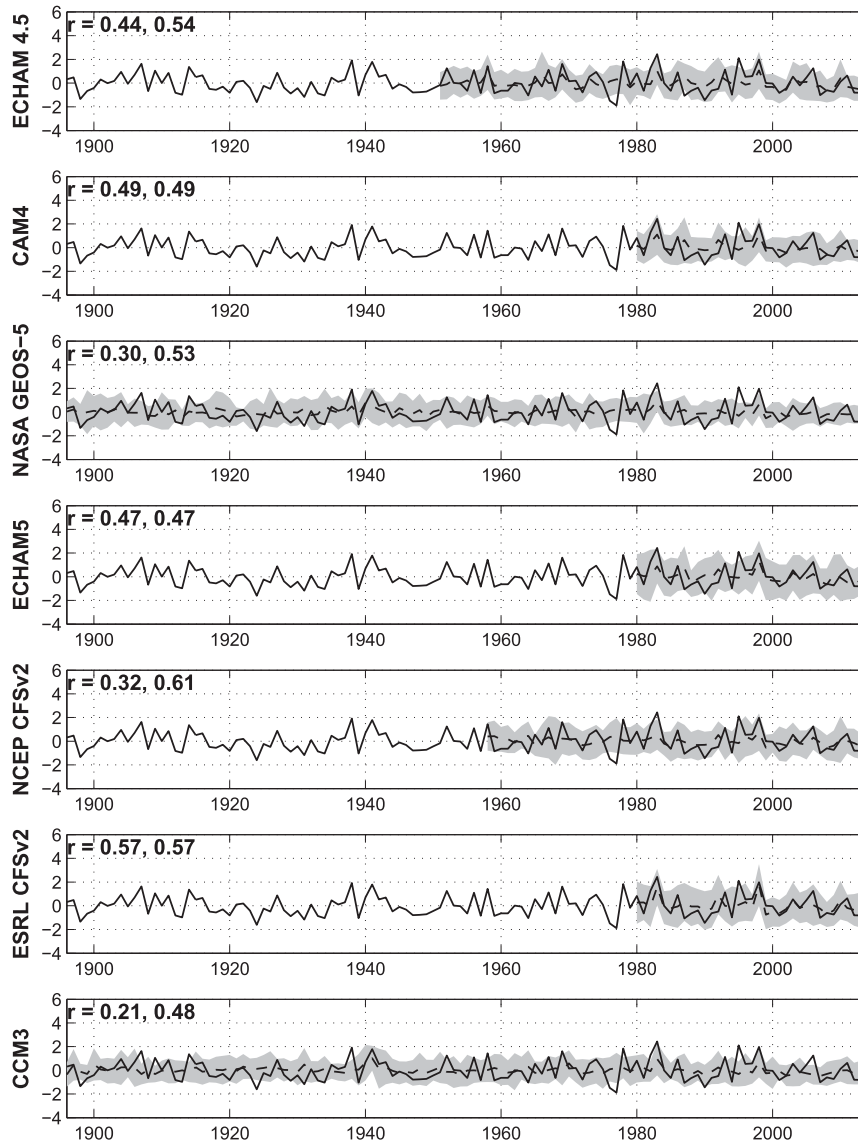 r = 0.44, 0.54
ECHAM 4.5
6
4
2
0
−2
−4
1900 1920 1940 1960 1980 2000
r = 0.49, 0.49
CAM4
6
4
2
0
−2
−4
1900 1920 1940 1960 1980 2000
r = 0.30, 0.53
NASA GEOS−5
6
4
2
0
−2
−4
1900 1920 1940 1960 1980 2000
r = 0.47, 0.47
ECHAM5
6
4
2
0
−2
−4
1900 1920 1940 1960 1980 2000
r = 0.32, 0.61
NCEP CFSv2
6
4
2
0
−2
−4
1900 1920 1940 1960 1980 2000
r = 0.57, 0.57
ESRL CFSv2
6
4
2
0
−2
−4
1900 1920 1940 1960 1980 2000
r = 0.21, 0.48
CCM3
6
4
2
0
−2
−4
1900 1920 1940 1960 1980 2000